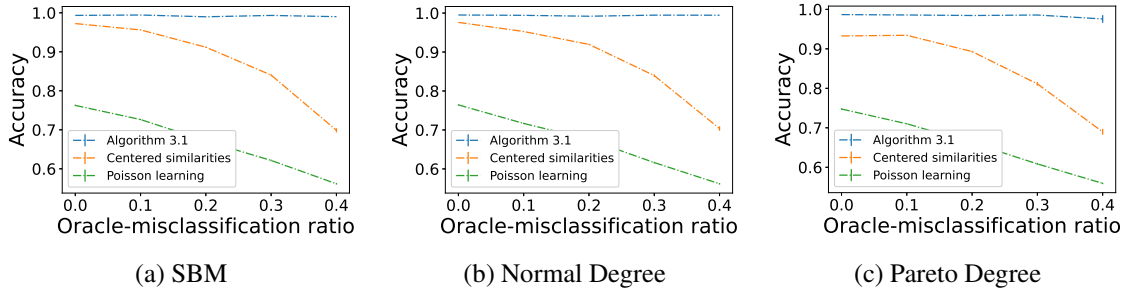 1.0
0.9
0.8
0.7
0.6
Accuracy
Algorithm 3.1
Centered similarities
Poisson learning
0.0 0.1 0.2 0.3 0.4
Oracle-misclassification ratio
(a) SBM
1.0
0.9
0.8
0.7
0.6
Accuracy
Algorithm 3.1
Centered similarities
Poisson learning
0.0 0.1 0.2 0.3 0.4
Oracle-misclassification ratio
(b) Normal Degree
1.0
0.9
0.8
0.7
0.6
Accuracy
Algorithm 3.1
Centered similarities
Poisson learning
0.0 0.1 0.2 0.3 0.4
Oracle-misclassification ratio
(c) Pareto Degree